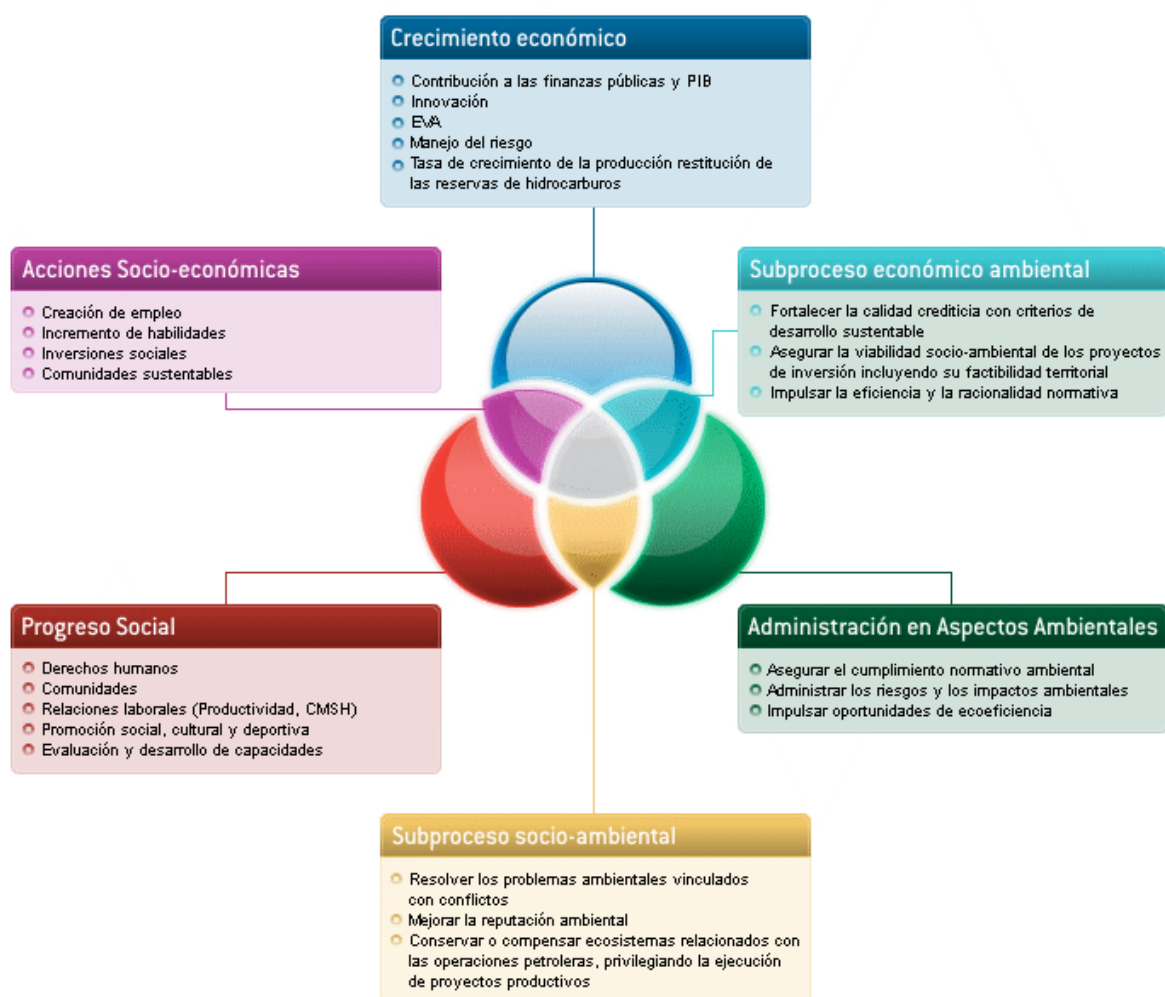 Crecimiento económico
Contribución a las finanzas públicas y PIB
Innovación
EVA
Manejo del riesgo
Tasa de crecimiento de la producción restitución de
las reservas de hidrocarburos
Acciones Socio-económicas
Creación de empleo
Incremento de habilidades
Inversiones sociales
Comunidades sustentables
Subproceso económico ambiental
Fortalecer la calidad crediticia con criterios de
desarrollo sustentable
Asegurar la viabilidad socio-ambiental de los proyectos
de inversión incluyendo su factibilidad territorial
Impulsar la eficiencia y la racionalidad normativa
Progreso Social
Derechos humanos
Comunidades
Relaciones laborales (Productividad, CMSH)
Promoción social, cultural y deportiva
Evaluación y desarrollo de capacidades
Administración en Aspectos Ambientales
Asegurar el cumplimiento normativo ambiental
Administrar los riesgos y los impactos ambientales
Impulsar oportunidades de ecoeficiencia
Subproceso socio-ambiental
Resolver los problemas ambientales vinculados
con conflictos
Mejorar la reputación ambiental
Conservar o compensar ecosistemas relacionados con
las operaciones petroleras, privilegiando la ejecución
de proyectos productivos